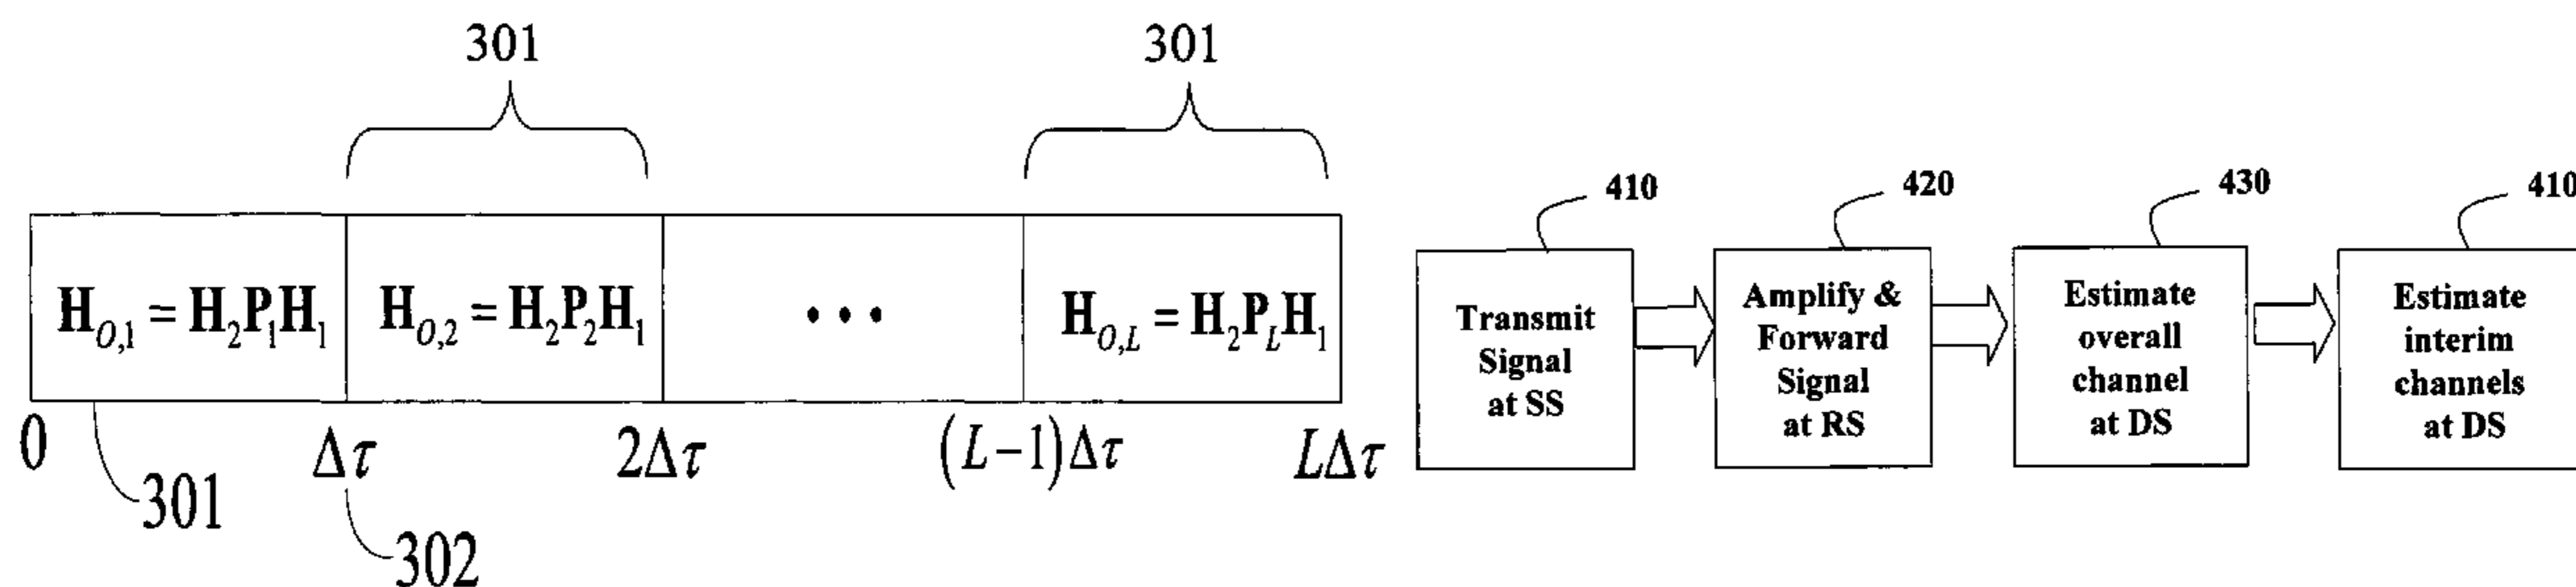 301
301
H_{O,1} = H_2P_1H_1
H_{O,2} = H_2P_2H_1
• • •
H_{O,L} = H_2P_LH_1
0
Δτ
2Δτ
(L−1)Δτ
LΔτ
301
302
410
420
430
410
Transmit
Signal
at SS
Amplify &
Forward
Signal
at RS
Estimate
overall
channel
at DS
Estimate
interim
channels
at DS